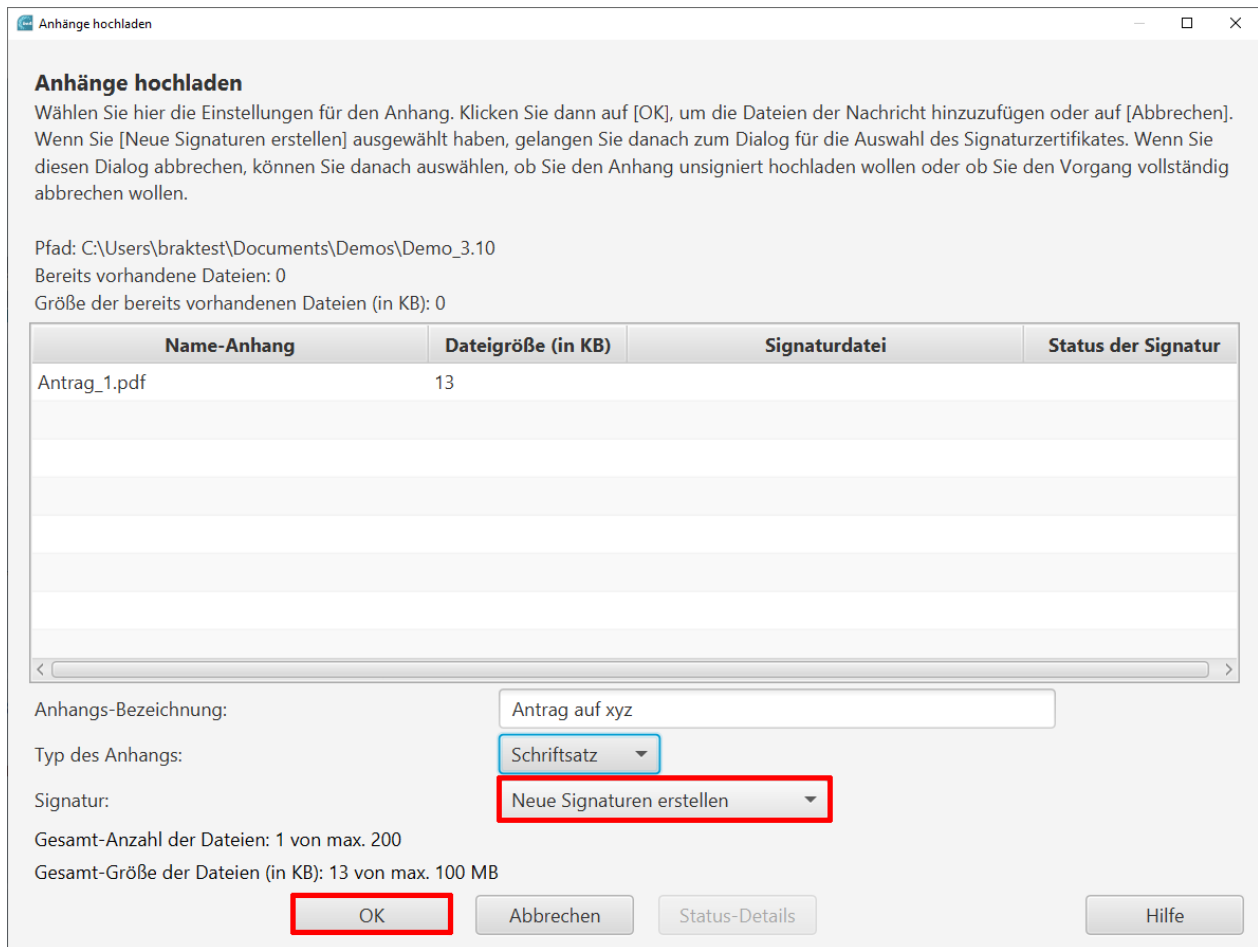 Anhänge hochladen
Anhänge hochladen
Wählen Sie hier die Einstellungen für den Anhang. Klicken Sie dann auf [OK], um die Dateien der Nachricht hinzuzufügen oder auf [Abbrechen].
Wenn Sie [Neue Signaturen erstellen] ausgewählt haben, gelangen Sie danach zum Dialog für die Auswahl des Signaturzertifikates. Wenn Sie
diesen Dialog abbrechen, können Sie danach auswählen, ob Sie den Anhang unsigniert hochladen wollen oder ob Sie den Vorgang vollständig
abbrechen wollen.
Pfad: C:\Users\braktest\Documents\Demos\Demo_3.10
Bereits vorhandene Dateien: 0
Größe der bereits vorhandenen Dateien (in KB): 0
Name-Anhang Dateigröße (in KB) Signaturdatei Status der Signatur
Antrag_1.pdf 13
Anhangs-Bezeichnung: Antrag auf xyz
Typ des Anhangs: Schriftsatz
Signatur: Neue Signaturen erstellen
Gesamt-Anzahl der Dateien: 1 von max. 200
Gesamt-Größe der Dateien (in KB): 13 von max. 100 MB
OK Abbrechen Status-Details Hilfe